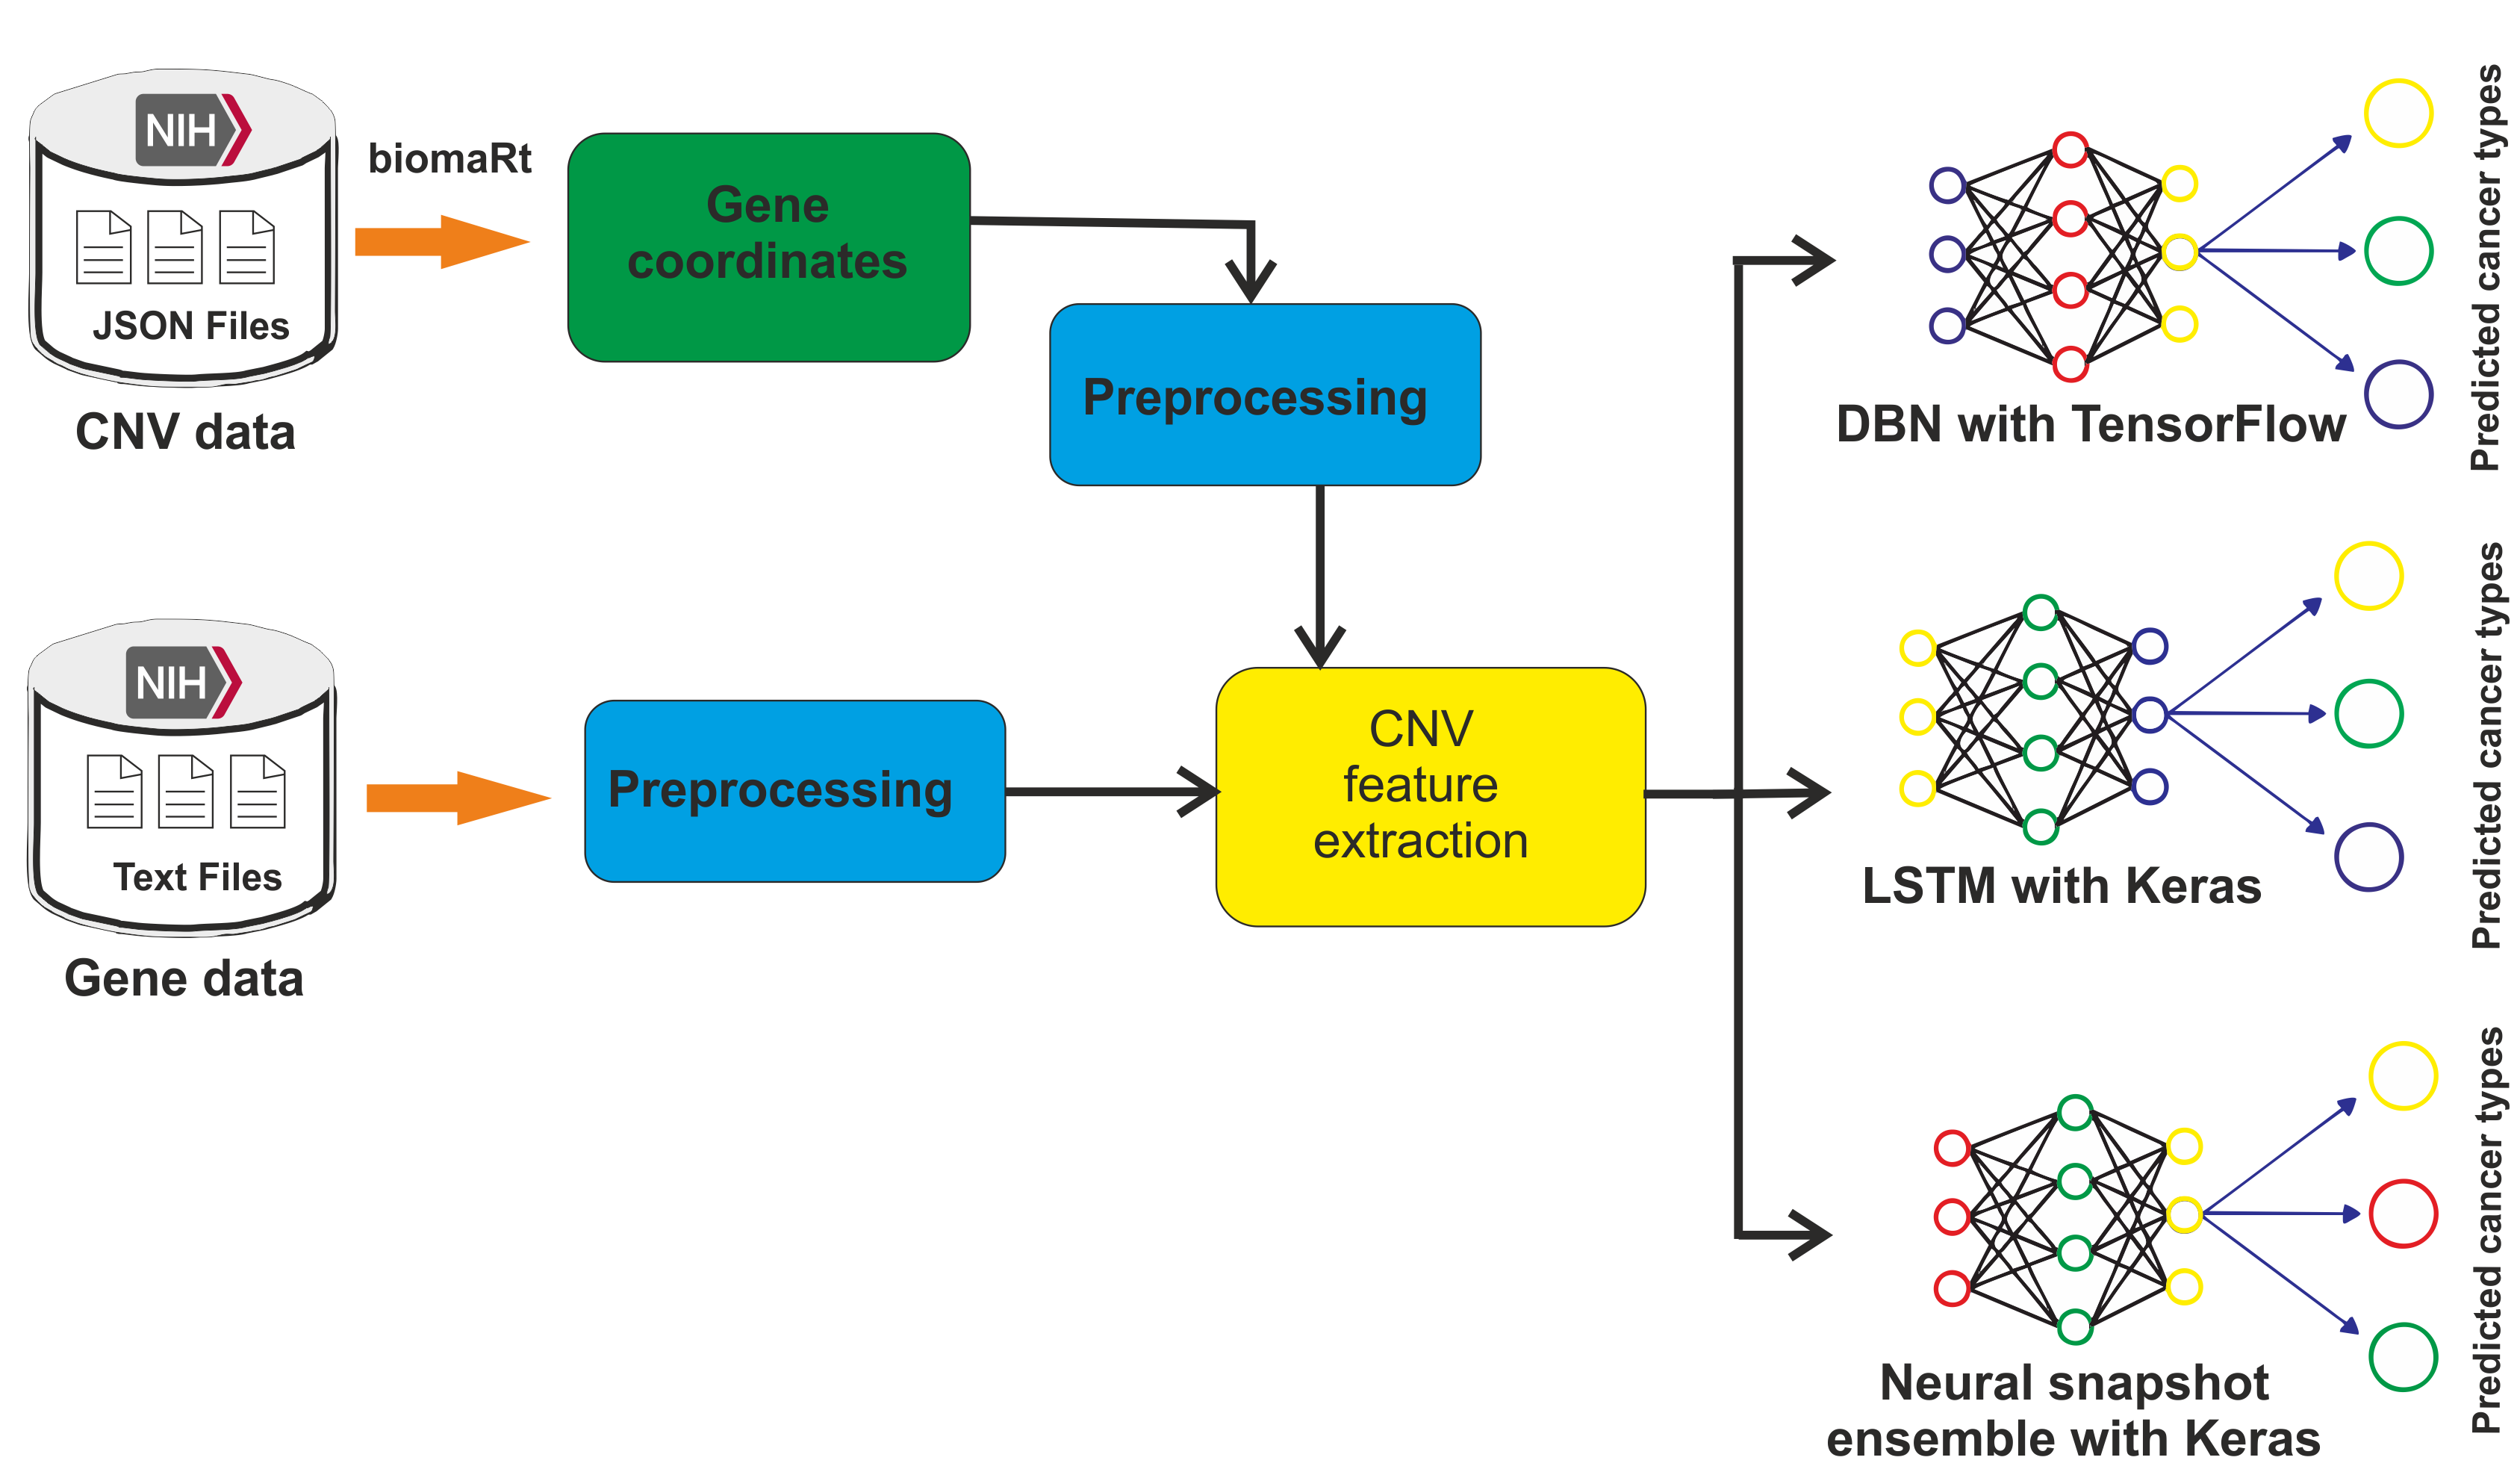 NIH
JSON Files
CNV data
biomaRt
Gene
coordinates
Preprocessing
NIH
Text Files
Gene data
Preprocessing
CNV
feature
extraction
DBN with TensorFlow
Predicted cancer types
LSTM with Keras
Predicted cancer types
Neural snapshot
ensemble with Keras
Predicted cancer types